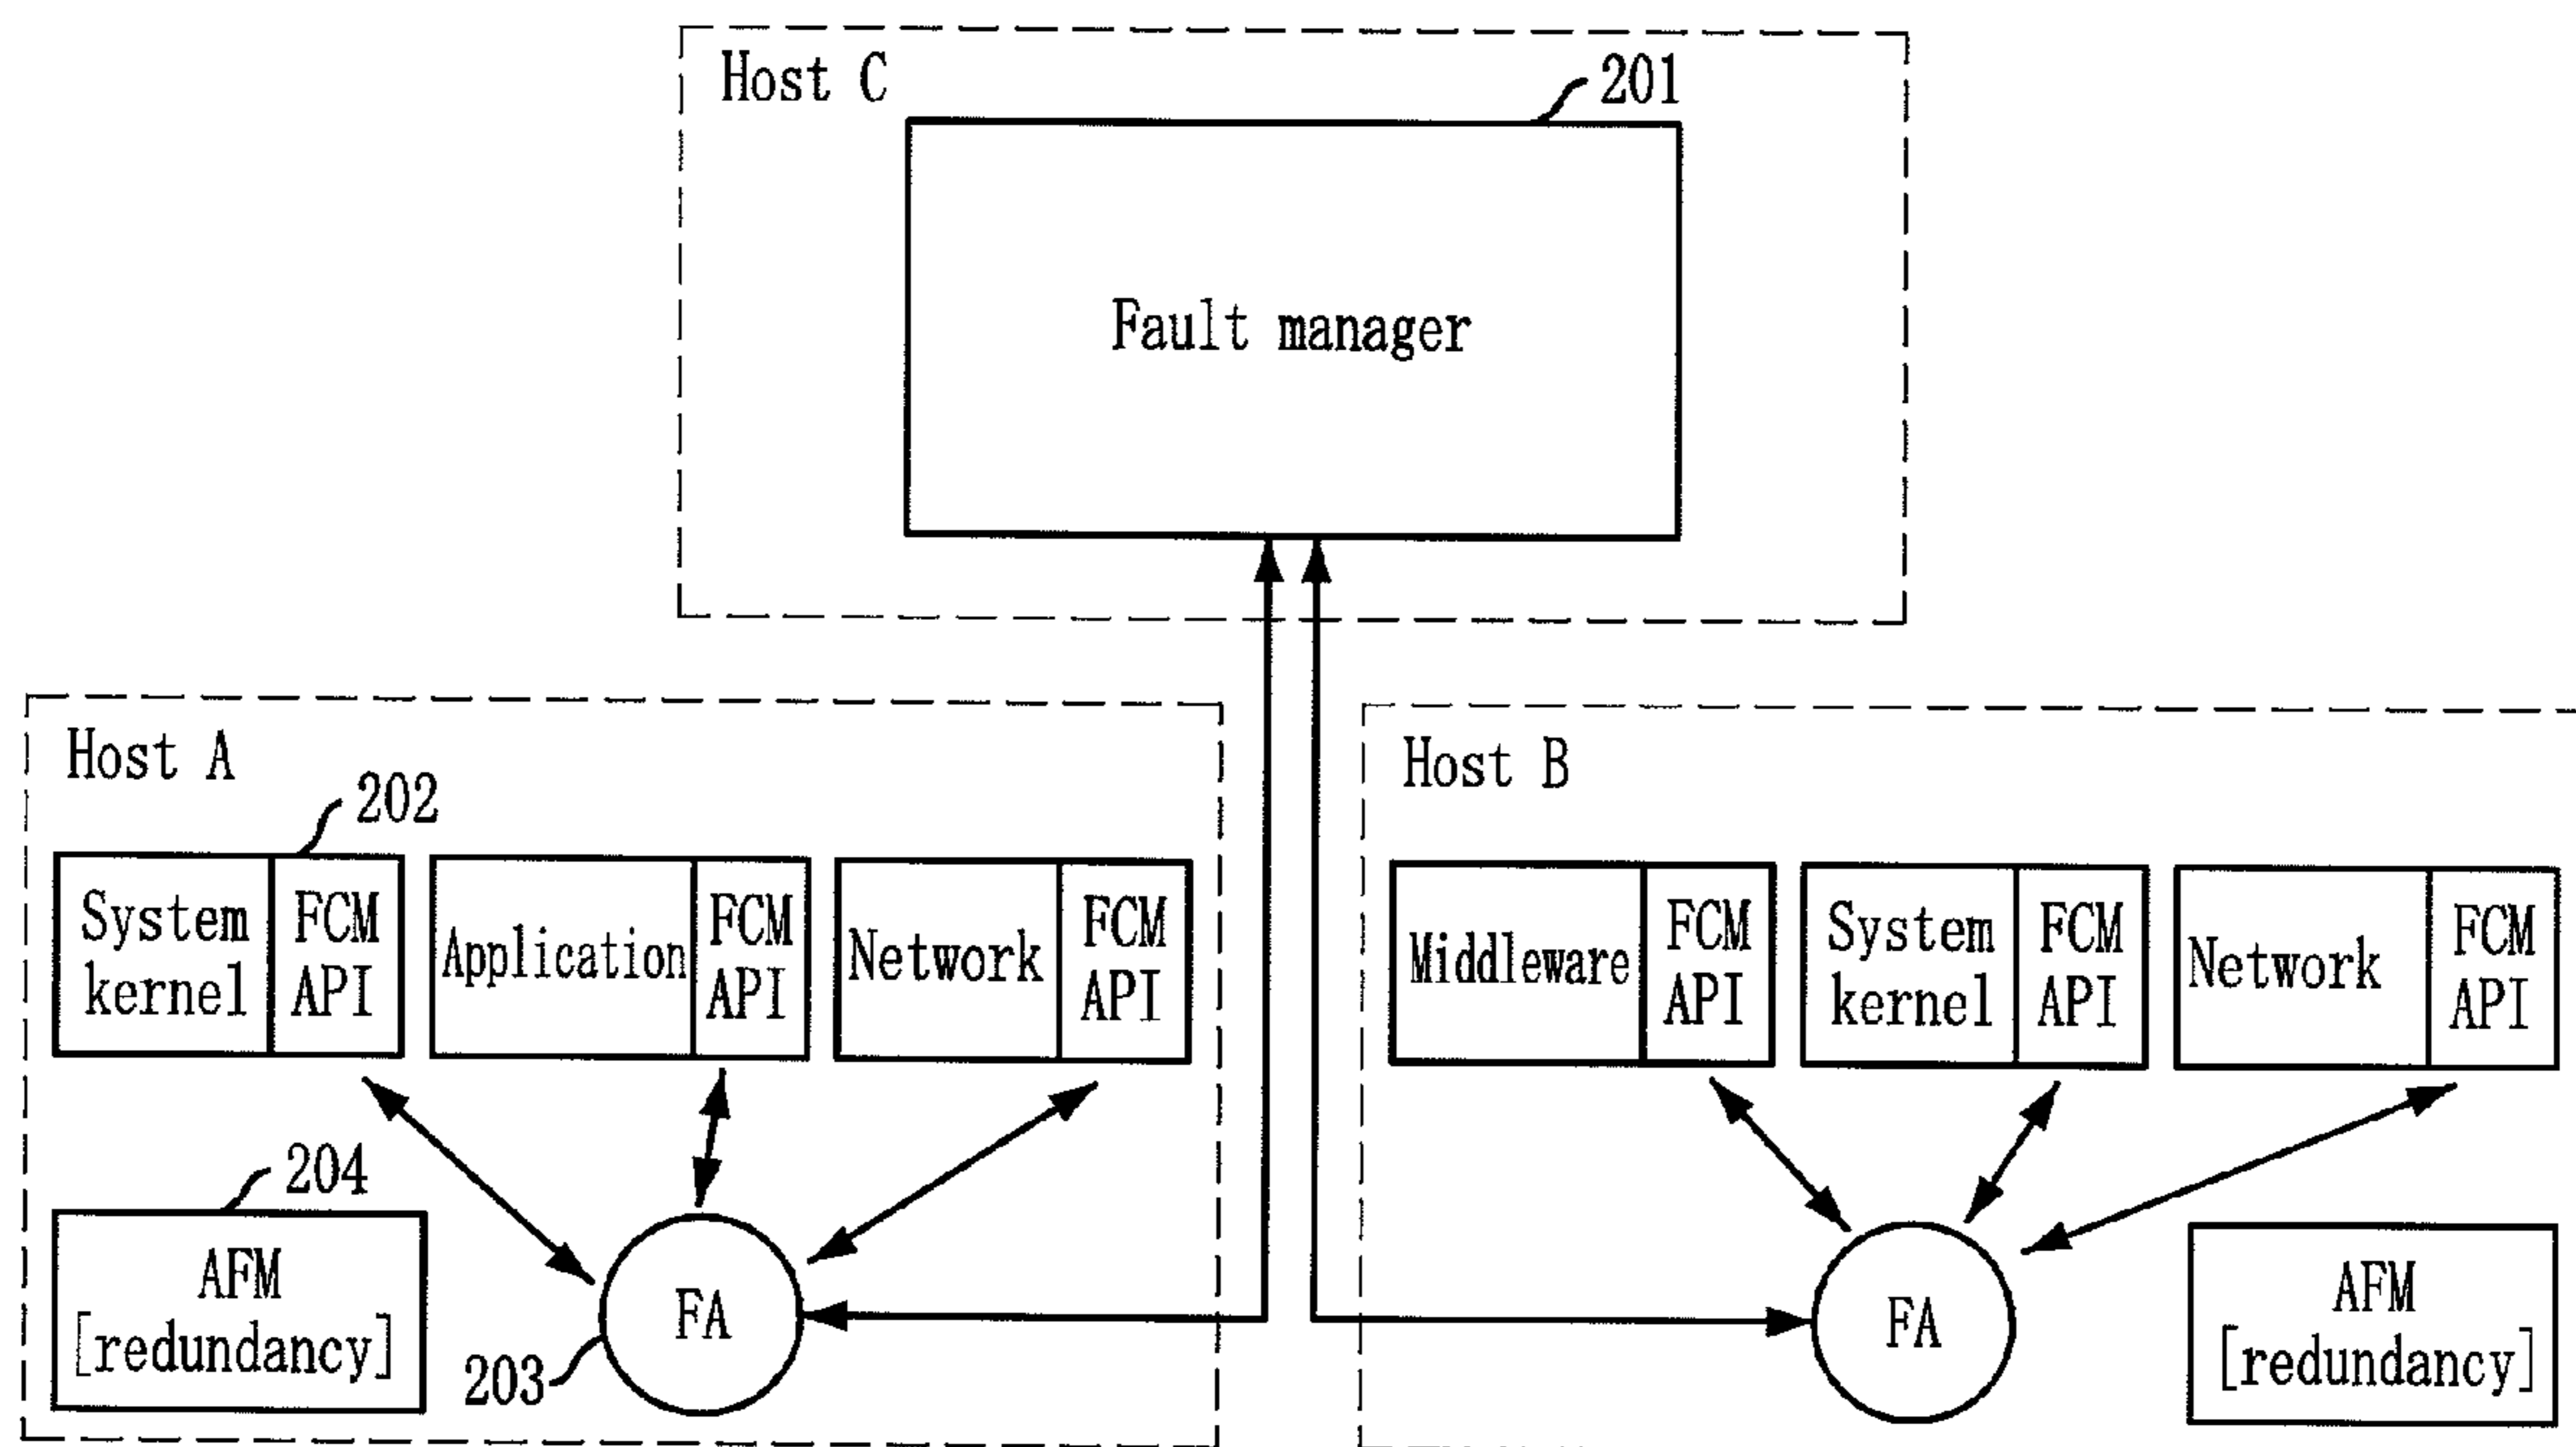 Host C
201
Fault manager
Host A
202
System
kernel
FCM
API
Application
FCM
API
Network
FCM
API
204
AFM
[redundancy]
FA
203
Host B
Middleware
FCM
API
System
kernel
FCM
API
Network
FCM
API
FA
AFM
[redundancy]